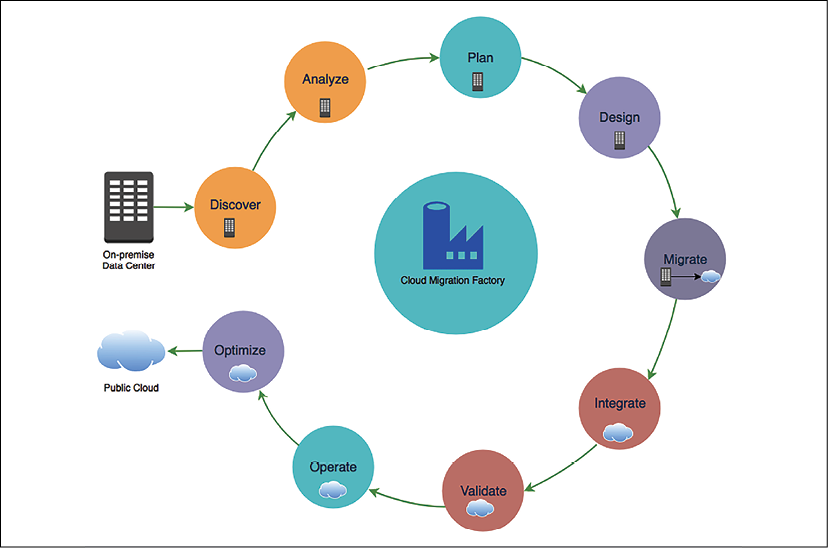 Plan
Analyze
Design
Discover
On-premise
Data Center
Migrate
Cloud Migration Factory
Optimize
Public Cloud
Integrate
Operate
Validate